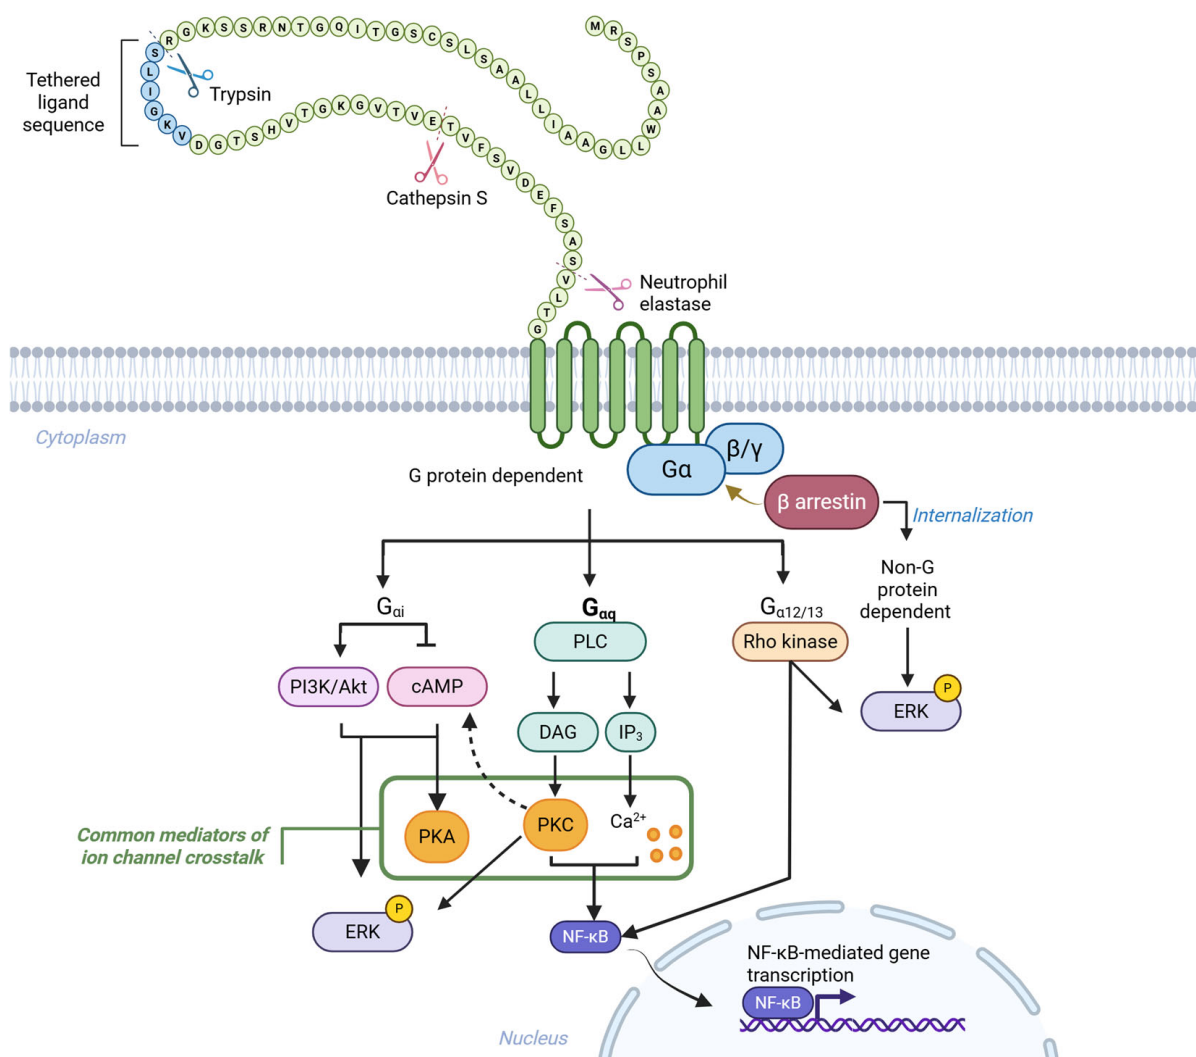 M R S P S A A W L L G A A I L L A A S L S C S G T I Q G T N R S S K G R
S L I G K V
D G T S H V T G K G V T V E T V F S V D E F S A S V L T G
Tethered
ligand
sequence
Trypsin
Cathepsin S
Neutrophil
elastase
Cytoplasm
G protein dependent
Gα
β/γ
β arrestin
Internalization
Non-G
protein
dependent
Gαi
Gαq
Gα12/13
PLC
Rho kinase
PI3K/Akt
cAMP
P
ERK
DAG
IP3
PKA
PKC
Ca2+
Common mediators of
ion channel crosstalk
P
ERK
NF-κB
NF-κB-mediated gene
transcription
NF-κB
Nucleus